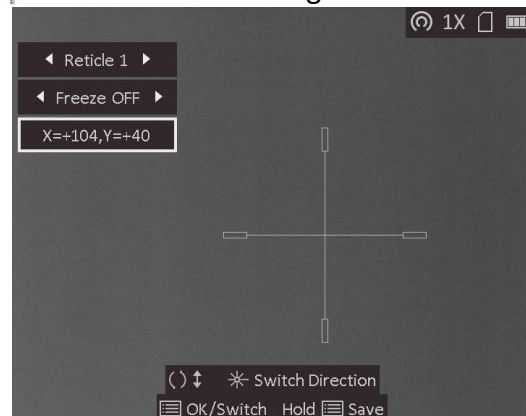 1X
Reticle 1
Freeze OFF
X=+104,Y=+40
Switch Direction
OK/Switch Hold Save